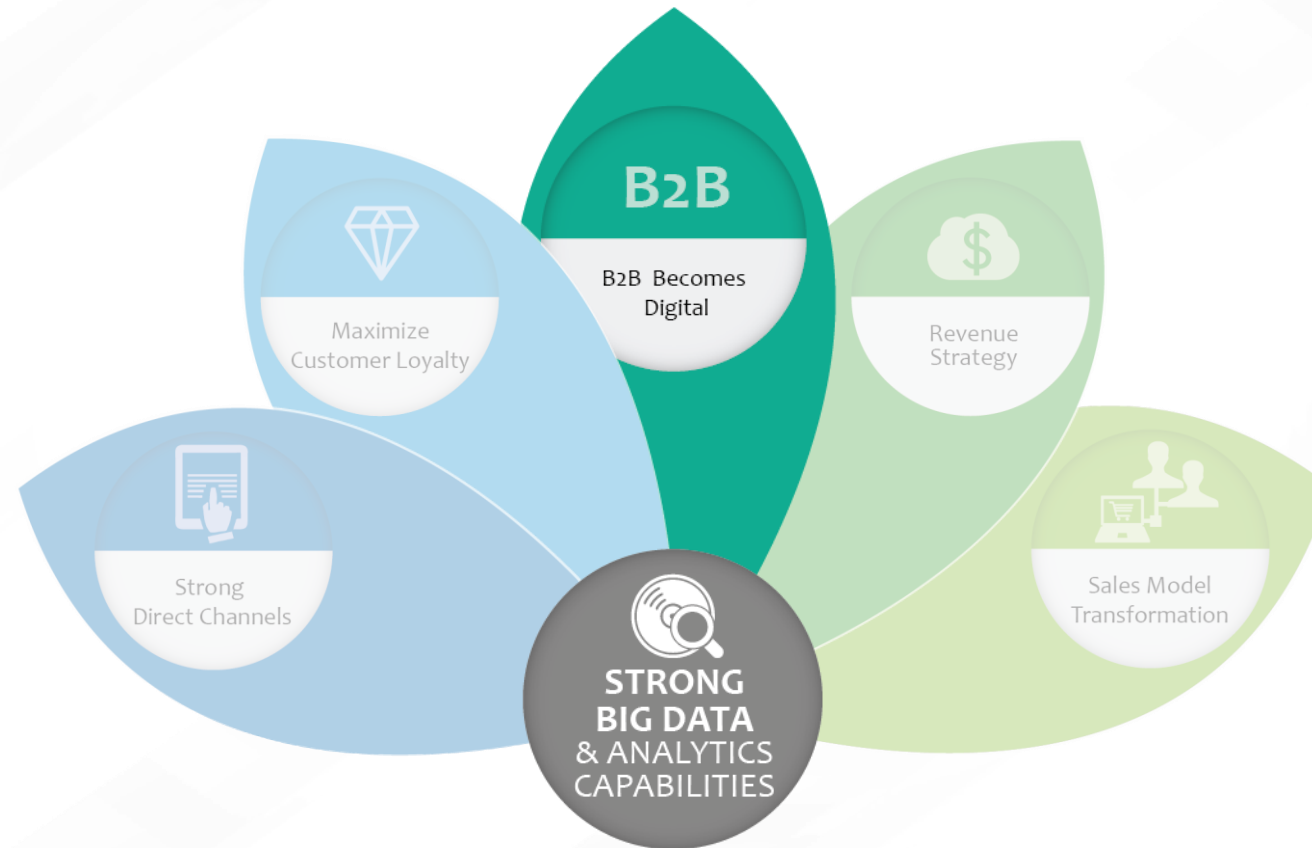 B2B
B2B Becomes
Digital
Maximize
Customer Loyalty
Revenue
Strategy
Strong
Direct Channels
Sales Model
Transformation
$
STRONG
BIG DATA
& ANALYTICS
CAPABILITIES